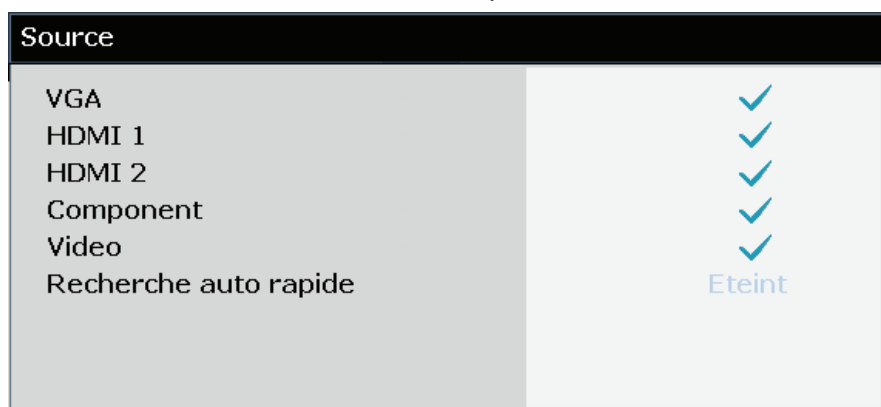 Source
VGA
HDMI 1
HDMI 2
Component
Video
Recherche auto rapide Eteint